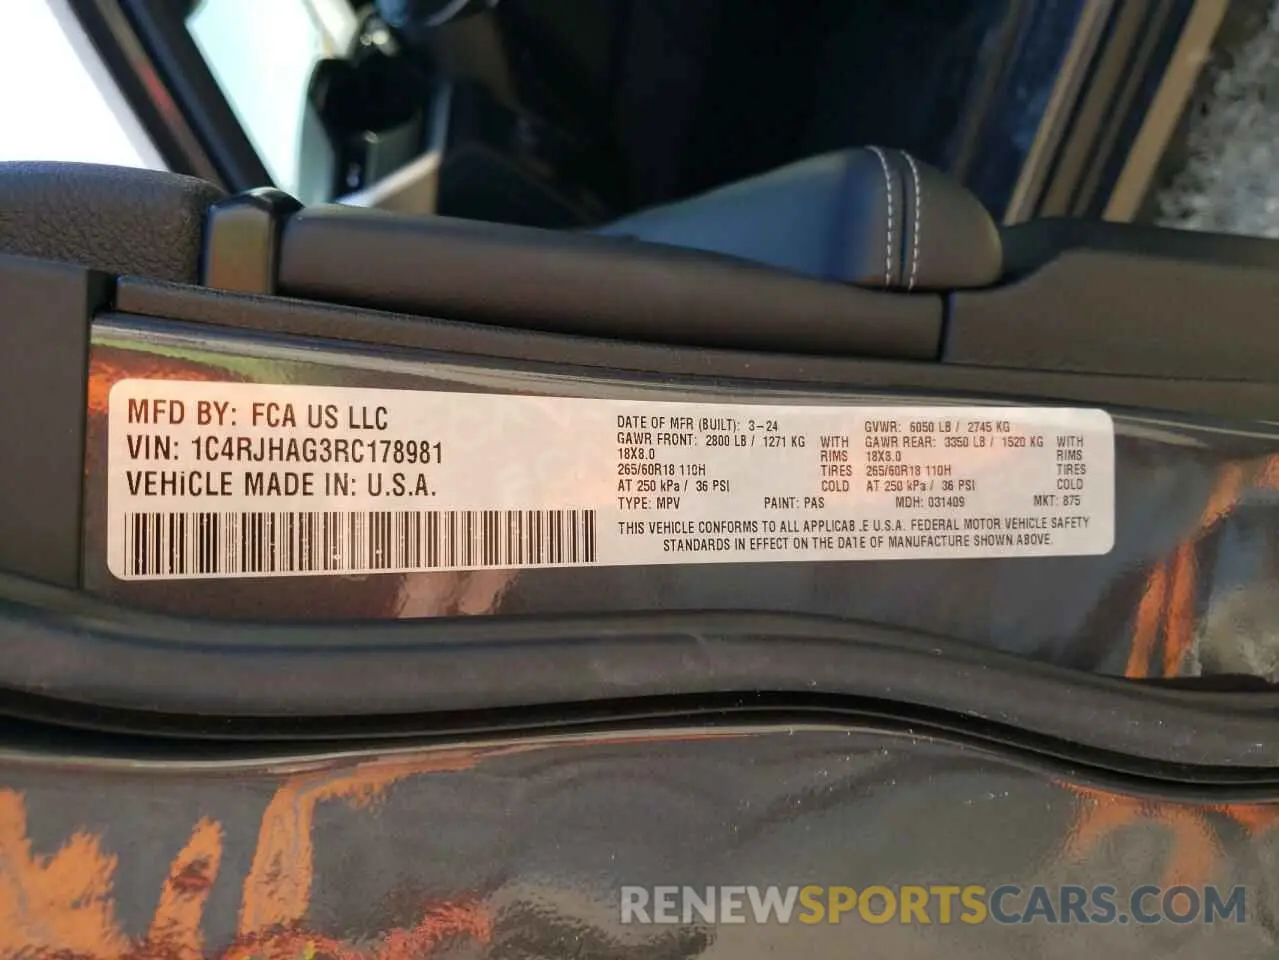 MFD BY: FCA US LLC
VIN: 1C4RJHAG3RC178981
VEHiCLE MADE IN: U.S.A.
DATE OF MFR (BUILT): 3-24
GAWR FRONT: 2800 LB / 1271 KG WITH
18X8.0 RIMS
265/60R18 110H TIRES
AT 250 kPa / 36 PSI COLD
TYPE: MPV PAINT: PAS
GVWR: 6050 LB / 2745 KG
GAWR REAR: 3350 LB / 1520 KG WITH
18X8.0 RIMS
265/60R18 110H TIRES
AT 250 kPa / 36 PSI COLD
MDH: 031409 MKT: 875
THIS VEHICLE CONFORMS TO ALL APPLICAB.E U.S.A. FEDERAL MOTOR VEHICLE SAFETY
STANDARDS IN EFFECT ON THE DATE OF MANUFACTURE SHOWN ABOVE.
RENEWSPORTSCARS.COM